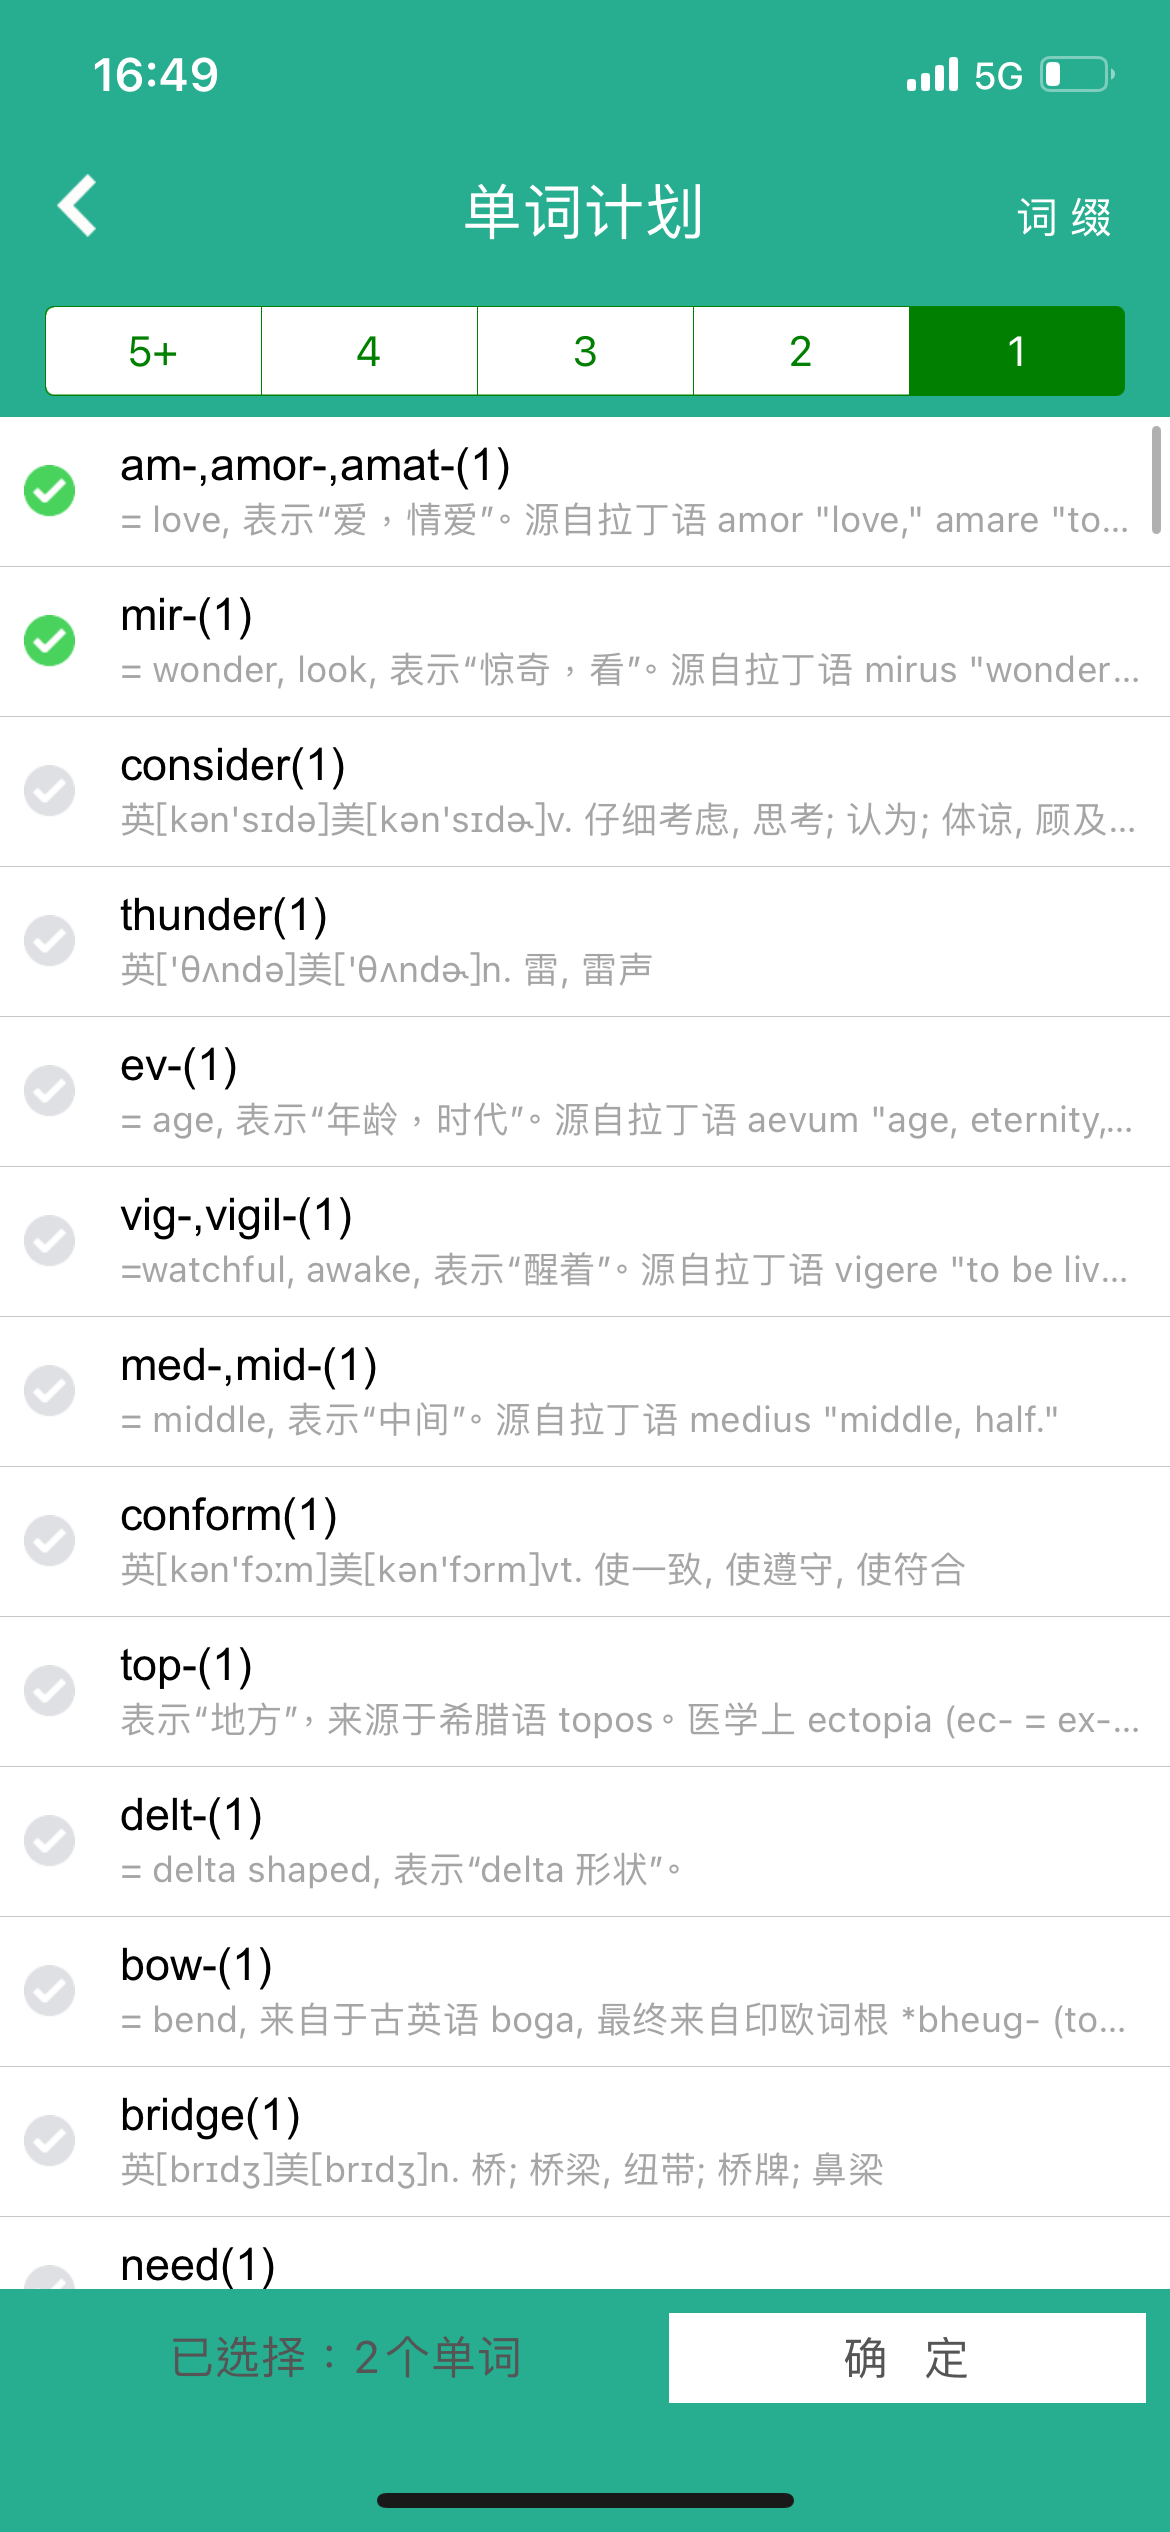 16:49
5G
单词计划
词 缀
5+
4
3
2
1
am-,amor-,amat-(1)
= love, 表示“爱，情爱”。源自拉丁语 amor "love," amare "to...
mir-(1)
= wonder, look, 表示“惊奇，看”。源自拉丁语 mirus "wonder...
consider(1)
英[kən'sɪdə]美[kən'sɪdɚ]v. 仔细考虑, 思考; 认为; 体谅, 顾及...
thunder(1)
英['θʌndə]美['θʌndɚ]n. 雷, 雷声
ev-(1)
= age, 表示“年龄，时代”。源自拉丁语 aevum "age, eternity,...
vig-,vigil-(1)
=watchful, awake, 表示“醒着”。源自拉丁语 vigere "to be liv...
med-,mid-(1)
= middle, 表示“中间”。源自拉丁语 medius "middle, half."
conform(1)
英[kən'fɔːm]美[kən'fɔrm]vt. 使一致, 使遵守, 使符合
top-(1)
表示“地方”，来源于希腊语 topos。医学上 ectopia (ec- = ex-...
delt-(1)
= delta shaped, 表示“delta 形状”。
bow-(1)
= bend, 来自于古英语 boga, 最终来自印欧词根 *bheug- (to...
bridge(1)
英[brɪdʒ]美[brɪdʒ]n. 桥; 桥梁, 纽带; 桥牌; 鼻梁
need(1)
已选择：2个单词
确 定